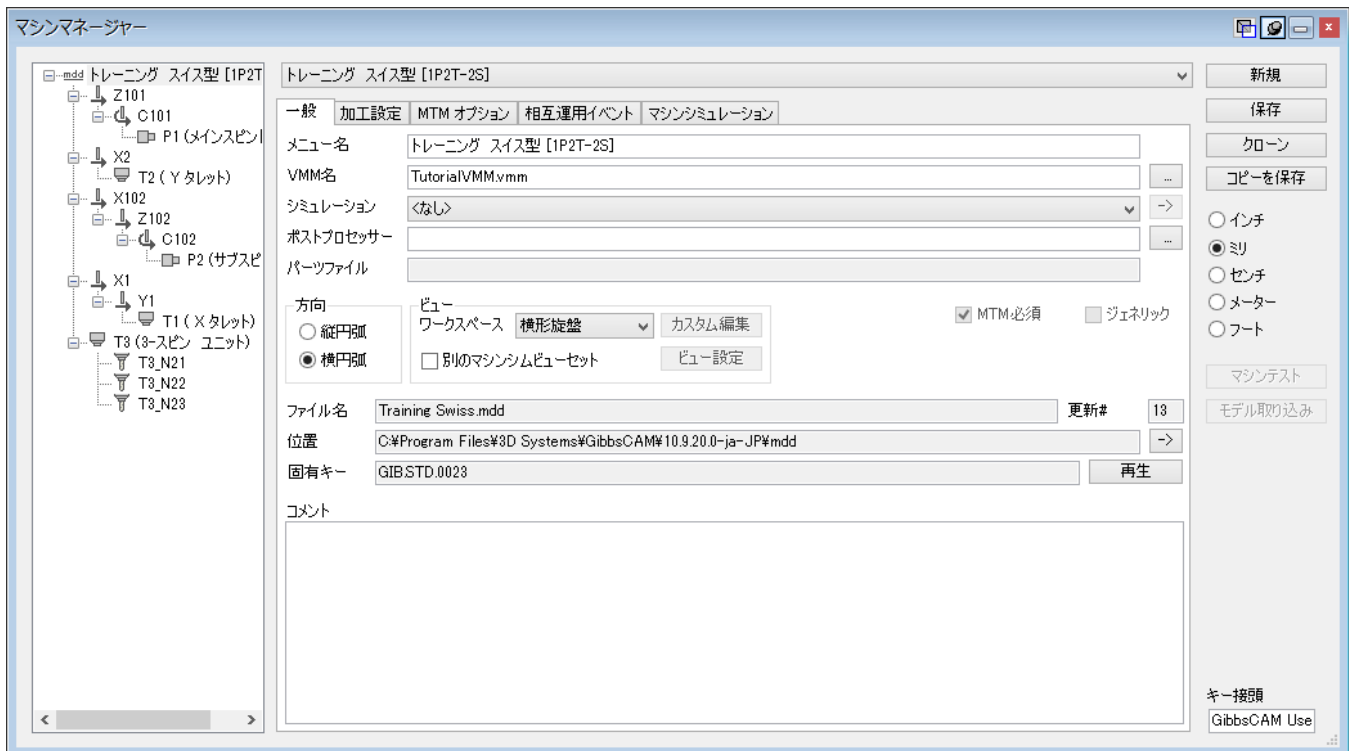 マシンマネージャー
mdd トレーニング スイス型 [1P2T
Z101
C101
P1 (メインスピン
X2
T2 ( Y タレット)
X102
Z102
C102
P2 (サブスピ
X1
Y1
T1 ( X タレット)
T3 (3-スピン ユニット)
T3_N21
T3_N22
T3_N23
トレーニング スイス型 [1P2T-2S]
一般 加工設定 MTM オプション 相互運用イベント マシンシミュレーション
メニュー名 トレーニング スイス型 [1P2T-2S]
VMM名 TutorialVMM.vmm ...
シミュレーション <なし> ->
ポストプロセッサー ...
パーツファイル
方向
縦円弧
横円弧
ビュー
ワークスペース 横形旋盤 カスタム編集
別のマシンシムビューセット ビュー設定
MTM必須 ジェネリック
ファイル名 Training Swiss.mdd 更新# 13
位置 C:¥Program Files¥3D Systems¥GibbsCAM¥10.9.20.0-ja-JP¥mdd ->
固有キー GIB.STD.0023 再生
コメント
新規
保存
クローン
コピーを保存
インチ
ミリ
センチ
メーター
フート
マシンテスト
モデル取り込み
キー接頭
GibbsCAM Use